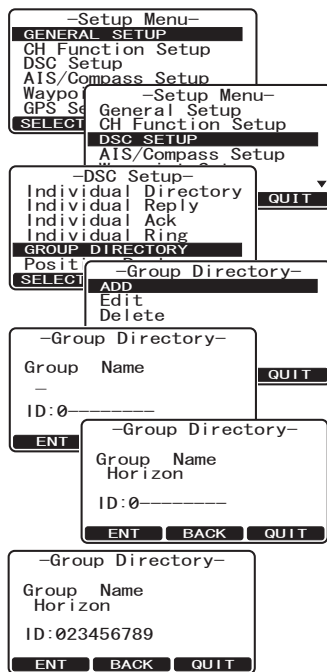 –Setup Menu–
GENERAL SETUP
CH Function Setup
DSC Setup
AIS/Compass Setup
GPS
SELECT
–Setup Menu–
General Setup
CH Function Setup
DSC SETUP
AIS/Compass Setup
QUIT
–DSC Setup–
Individual Directory
Individual Reply
Individual Ack
Individual Ring
GROUP DIRECTORY
SELECT
–Group Directory–
ADD
Edit
Delete
QUIT
–Group Directory–
Group Name
–
ID:0––––––––
ENT
–Group Directory–
Group Name
Horizon
ID:0––––––––
ENT BACK QUIT
–Group Directory–
Group Name
Horizon
ID:023456789
ENT BACK QUIT